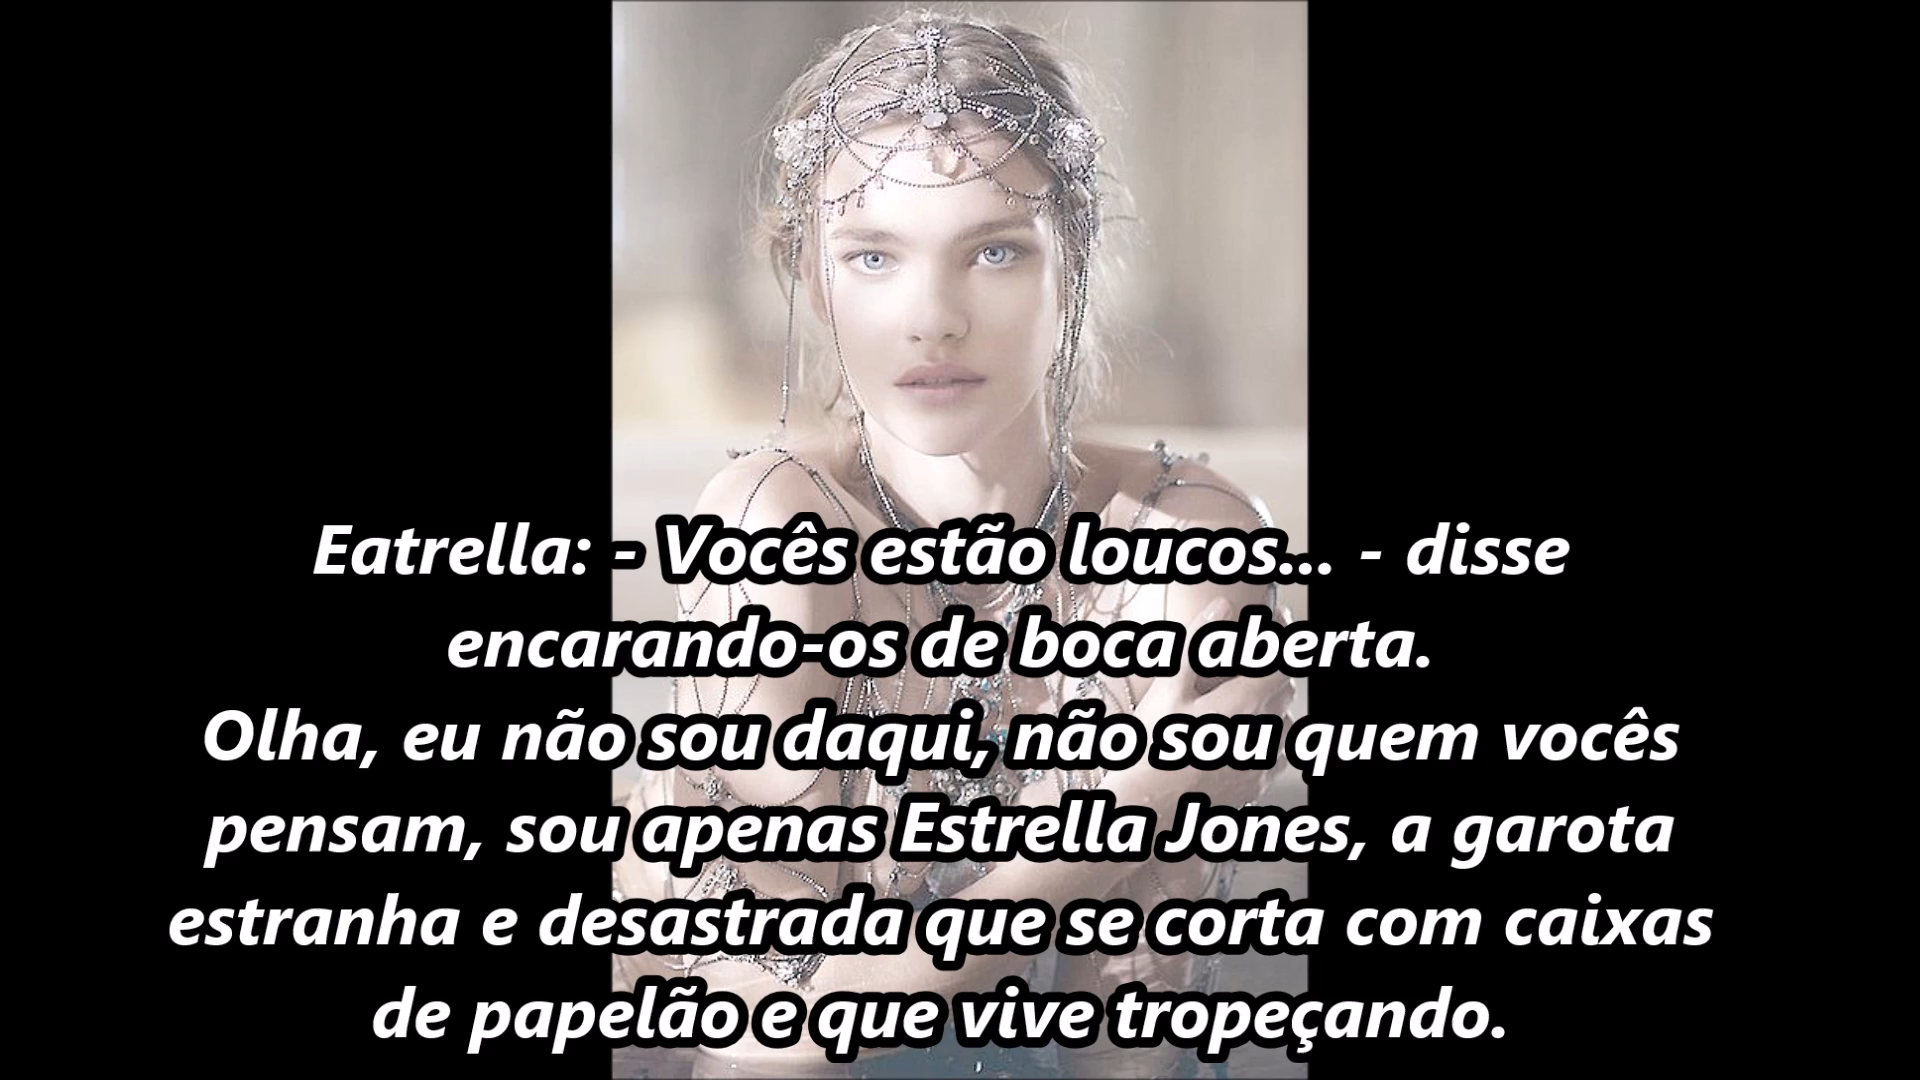 Eatrella: - Vocês estão loucos... - disse
encarando-os de boca aberta.
Olha, eu não sou daqui, não sou quem vocês
pensam, sou apenas Estrella Jones, a garota
estranha e desastrada que se corta com caixas
de papelão e que vive tropeçando.